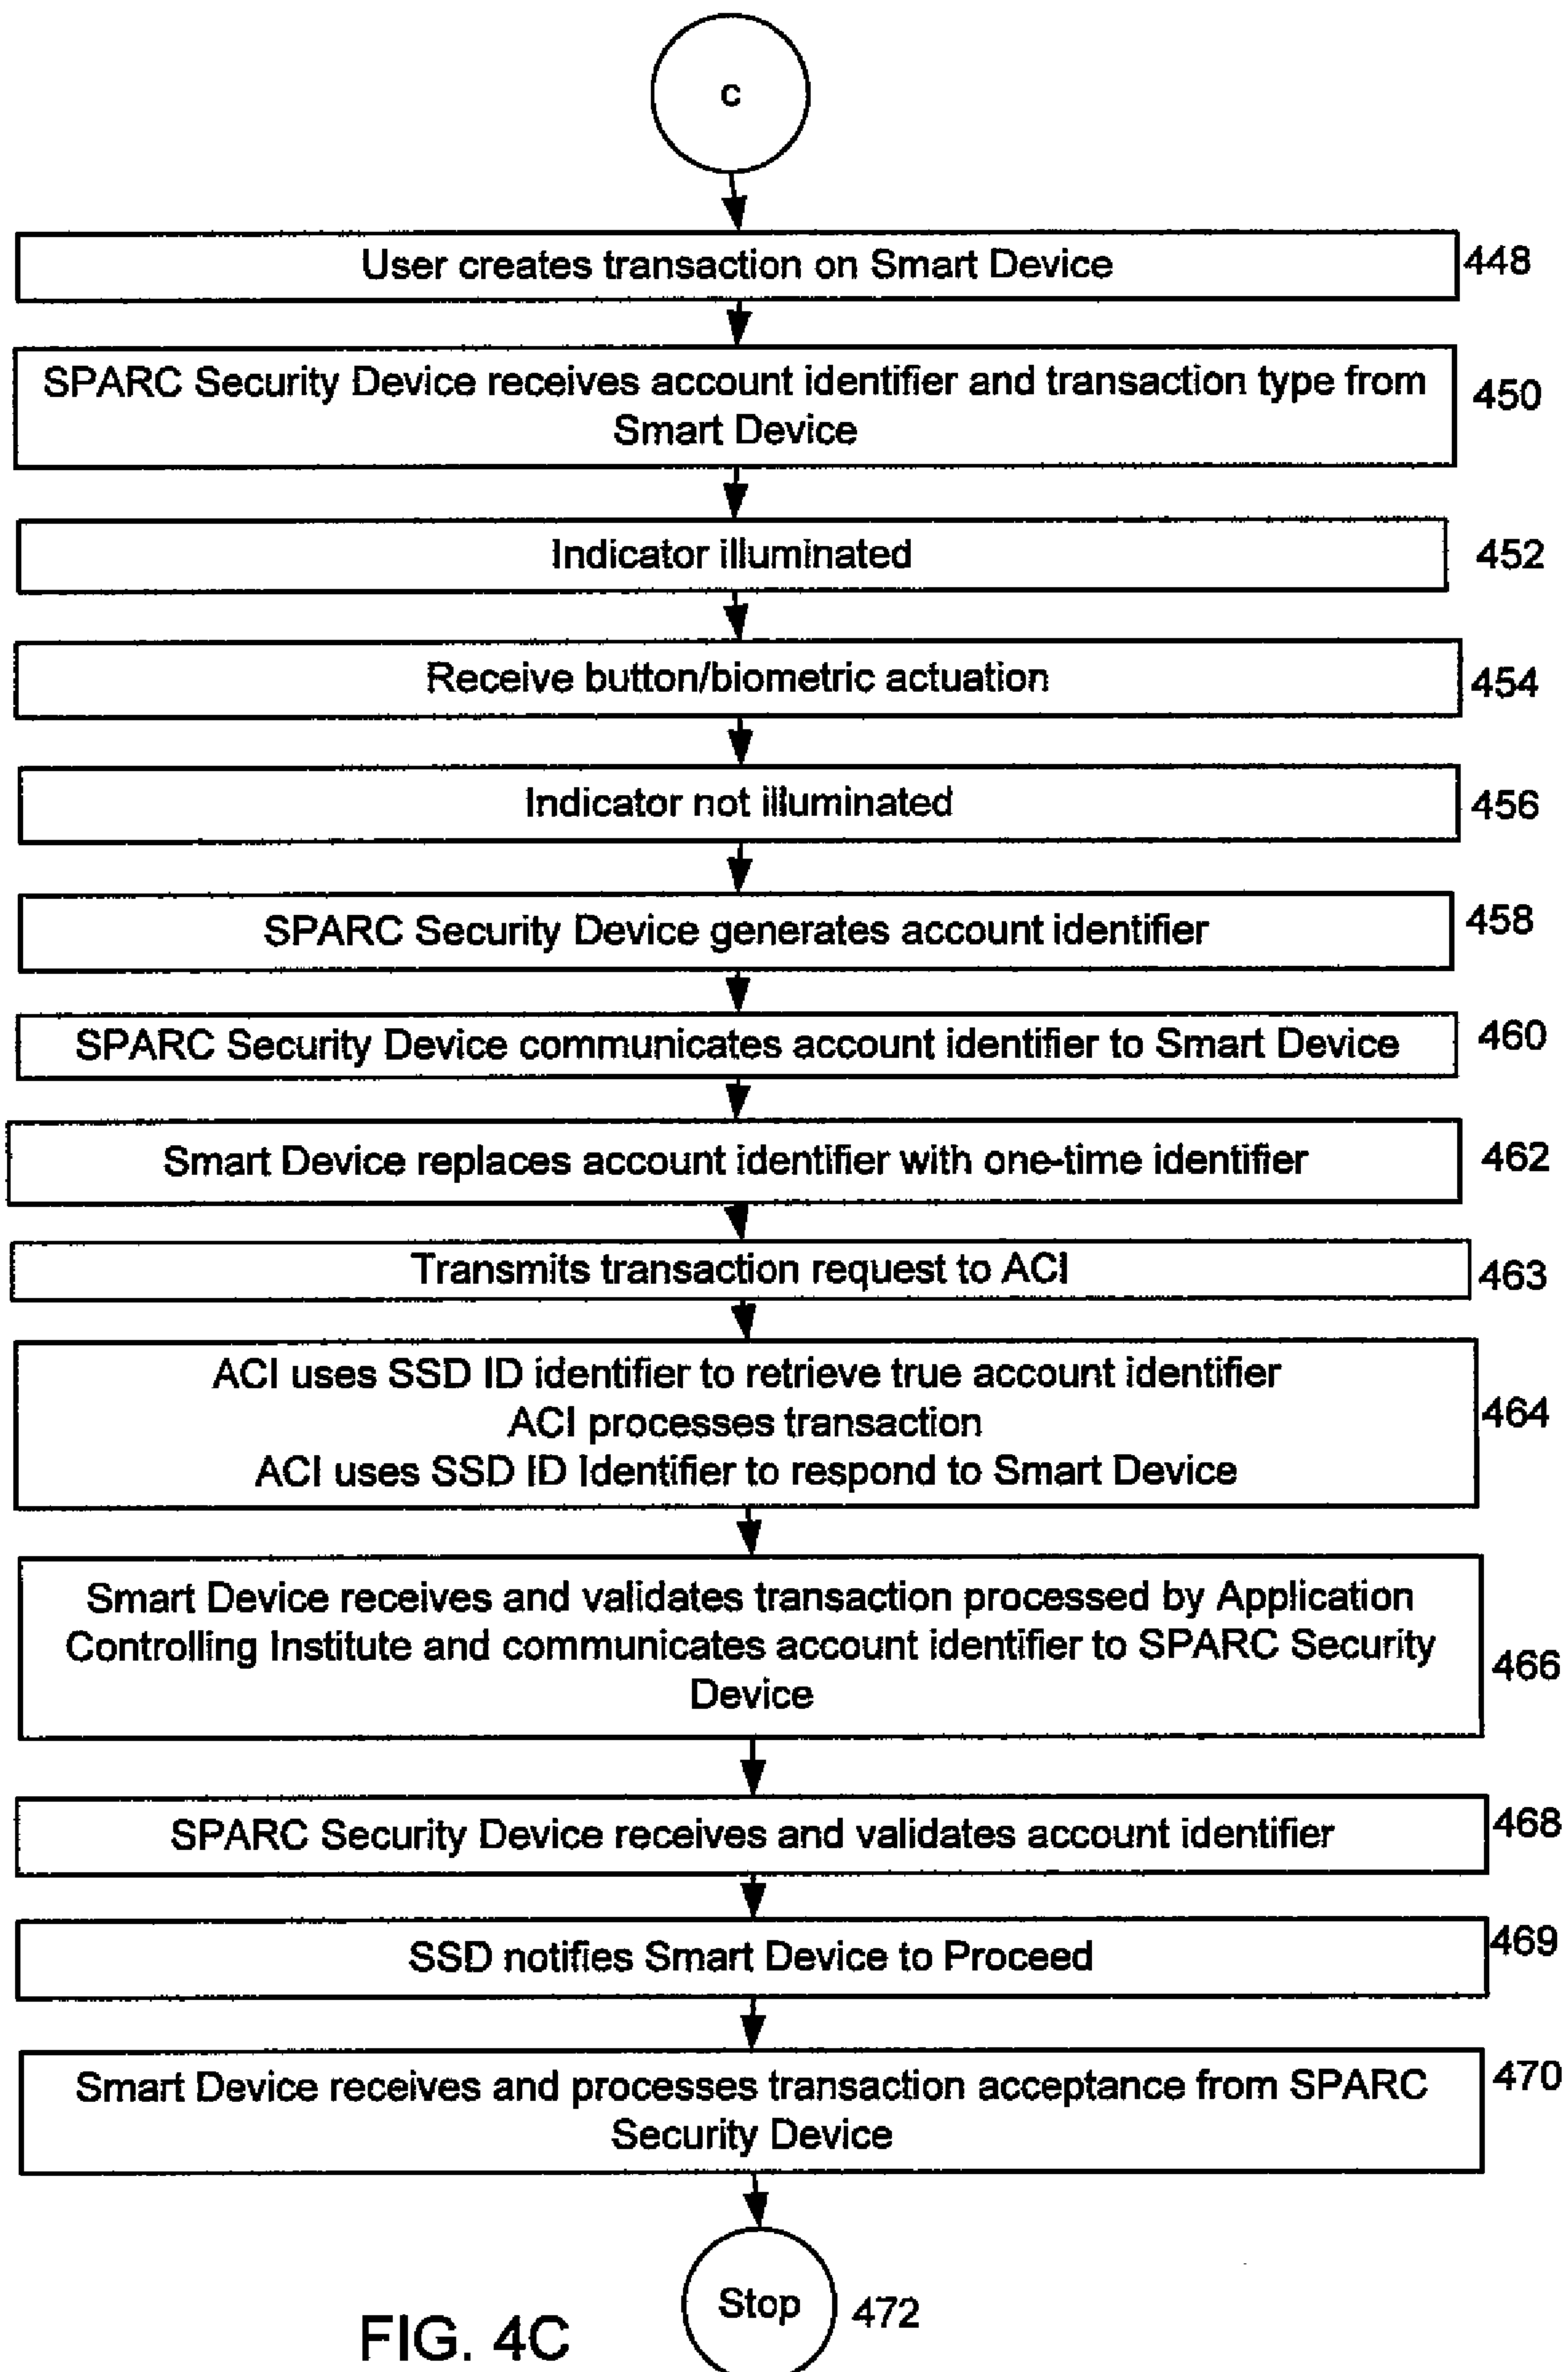 C
User creates transaction on Smart Device
448
SPARC Security Device receives account identifier and transaction type from
Smart Device
450
Indicator illuminated
452
Receive button/biometric actuation
454
Indicator not illuminated
456
SPARC Security Device generates account identifier
458
SPARC Security Device communicates account identifier to Smart Device
460
Smart Device replaces account identifier with one-time identifier
462
Transmits transaction request to ACI
463
ACI uses SSD ID identifier to retrieve true account identifier
ACI processes transaction
ACI uses SSD ID Identifier to respond to Smart Device
464
Smart Device receives and validates transaction processed by Application
Controlling Institute and communicates account identifier to SPARC Security
Device
466
SPARC Security Device receives and validates account identifier
468
SSD notifies Smart Device to Proceed
469
Smart Device receives and processes transaction acceptance from SPARC
Security Device
470
Stop
472
FIG. 4C